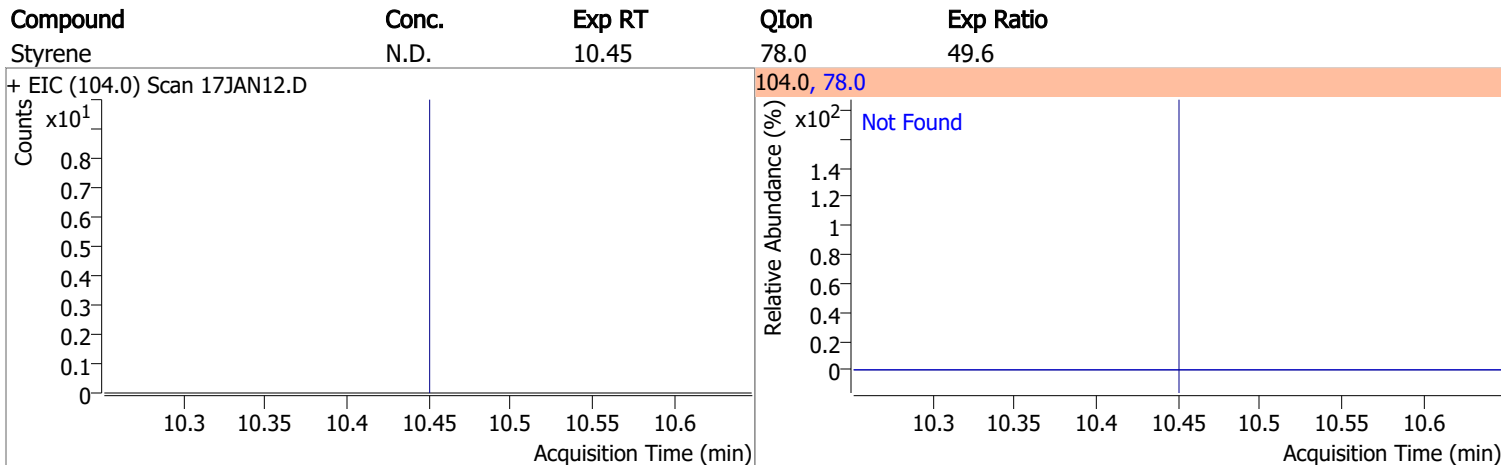 Compound Conc. Exp RT QIon Exp Ratio
Styrene N.D. 10.45 78.0 49.6
+ EIC (104.0) Scan 17JAN12.D
Counts
x10¹
0.8
0.7
0.6
0.5
0.4
0.3
0.2
0.1
0
10.3 10.35 10.4 10.45 10.5 10.55 10.6
Acquisition Time (min)
104.0, 78.0
Relative Abundance (%)
x10²
Not Found
1.4
1.2
1
0.8
0.6
0.4
0.2
0
10.3 10.35 10.4 10.45 10.5 10.55 10.6
Acquisition Time (min)